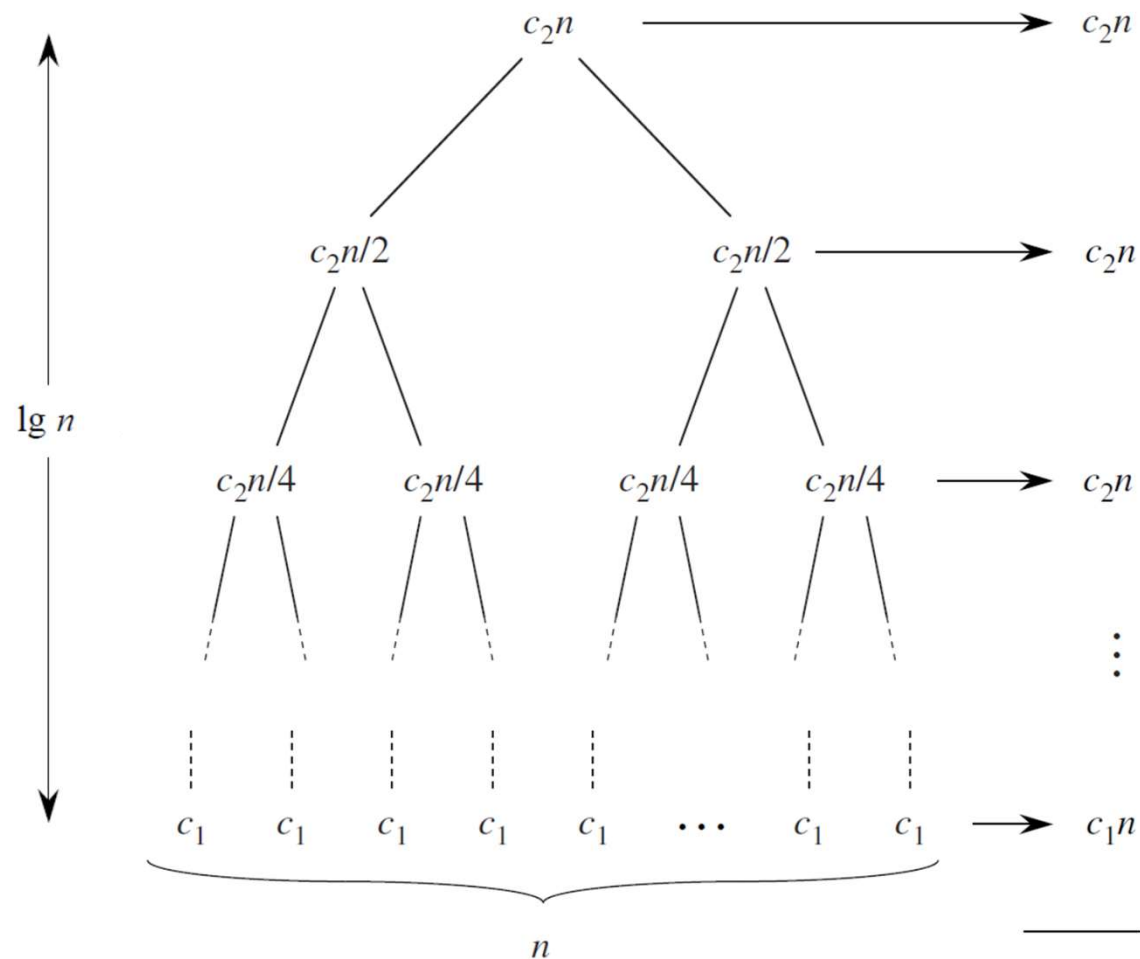 c₂n c₂n
c₂n/2 c₂n/2 c₂n
lg n
c₂n/4 c₂n/4 c₂n/4 c₂n/4 c₂n
⋮
c₁ c₁ c₁ c₁ c₁ ... c₁ c₁ c₁n
n